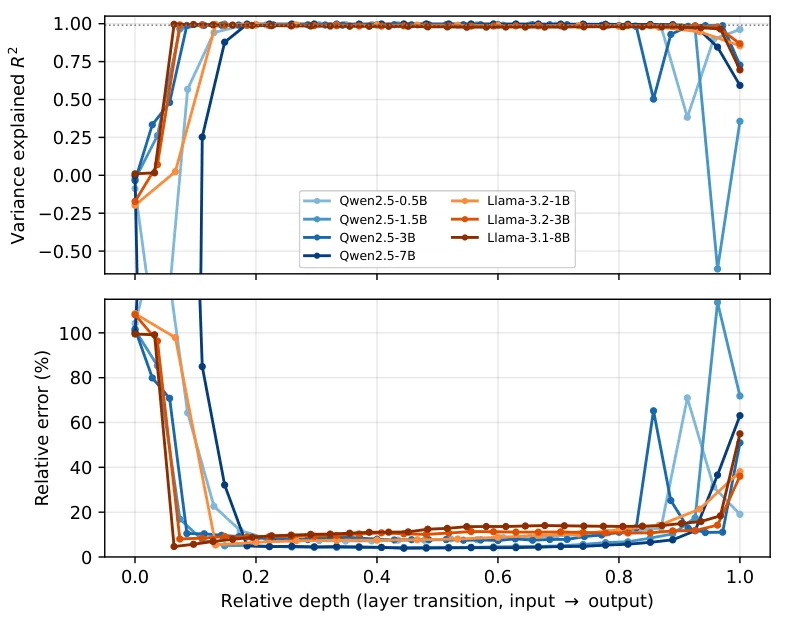 Variance explained R²
1.00
0.75
0.50
0.25
0.00
−0.25
−0.50
Qwen2.5-0.5B
Qwen2.5-1.5B
Qwen2.5-3B
Qwen2.5-7B
Llama-3.2-1B
Llama-3.2-3B
Llama-3.1-8B
Relative error (%)
100
80
60
40
20
0
0.0 0.2 0.4 0.6 0.8 1.0
Relative depth (layer transition, input → output)